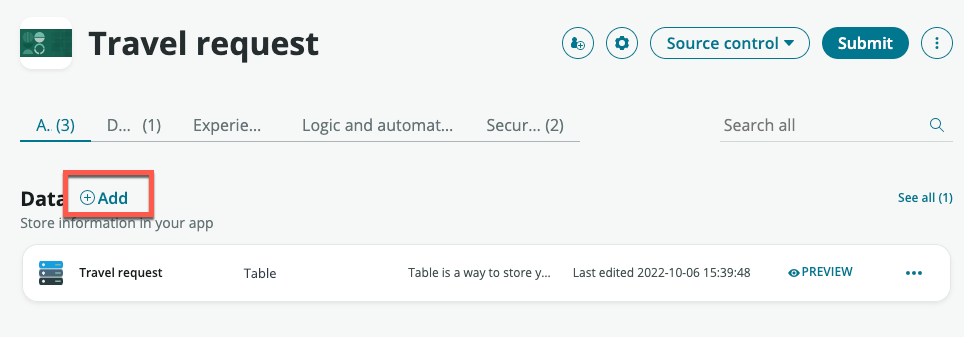 Travel request
Source control
Submit
A.. (3) D... (1) Experie... Logic and automat... Secur... (2)
Search all
Data Add
See all (1)
Store information in your app
Travel request Table Table is a way to store y... Last edited 2022-10-06 15:39:48 PREVIEW